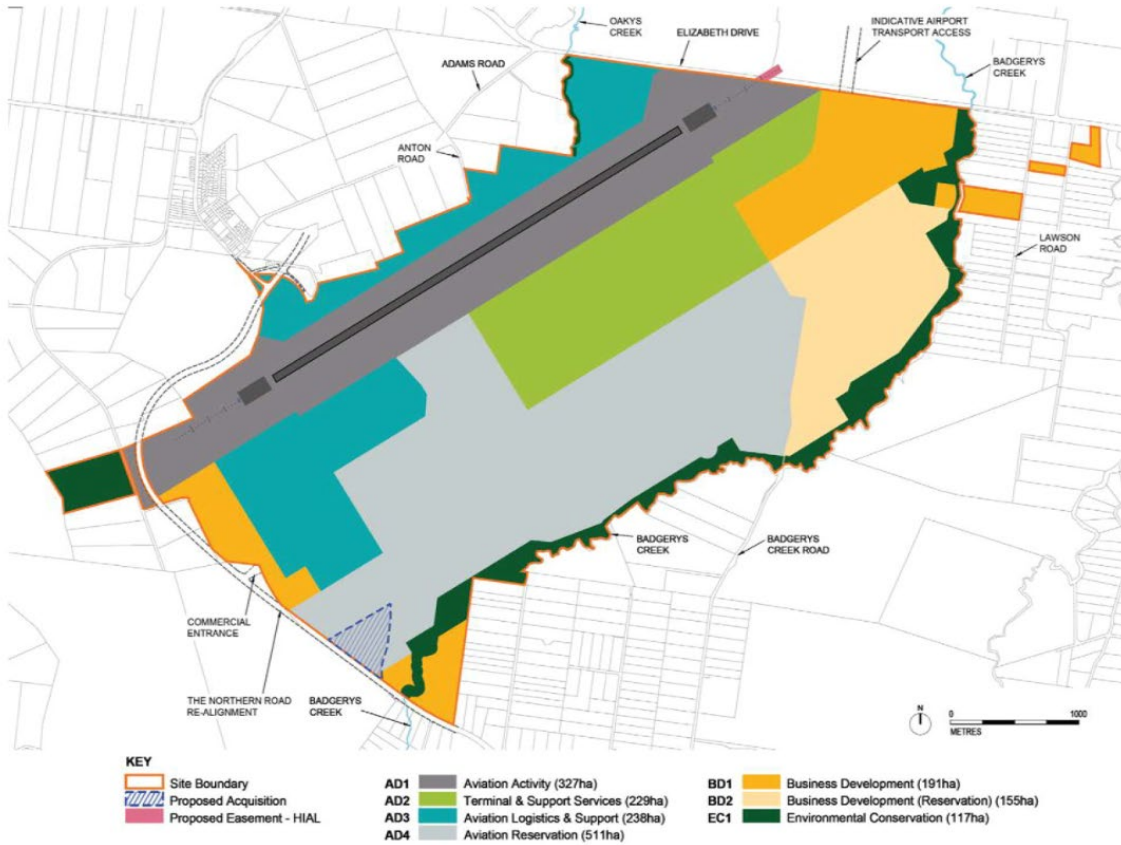 OAKYS
CREEK
ELIZABETH DRIVE
INDICATIVE AIRPORT
TRANSPORT ACCESS
ADAMS ROAD
BADGERYS
CREEK
ANTON
ROAD
LAWSON
ROAD
BADGERYS
CREEK
BADGERYS
CREEK ROAD
COMMERCIAL
ENTRANCE
THE NORTHERN ROAD
RE-ALIGNMENT
BADGERYS
CREEK
N
0 1000
METRES
KEY
Site Boundary
Proposed Acquisition
Proposed Easement - HIAL
AD1 Aviation Activity (327ha)
AD2 Terminal & Support Services (229ha)
AD3 Aviation Logistics & Support (238ha)
AD4 Aviation Reservation (511ha)
BD1 Business Development (191ha)
BD2 Business Development (Reservation) (155ha)
EC1 Environmental Conservation (117ha)